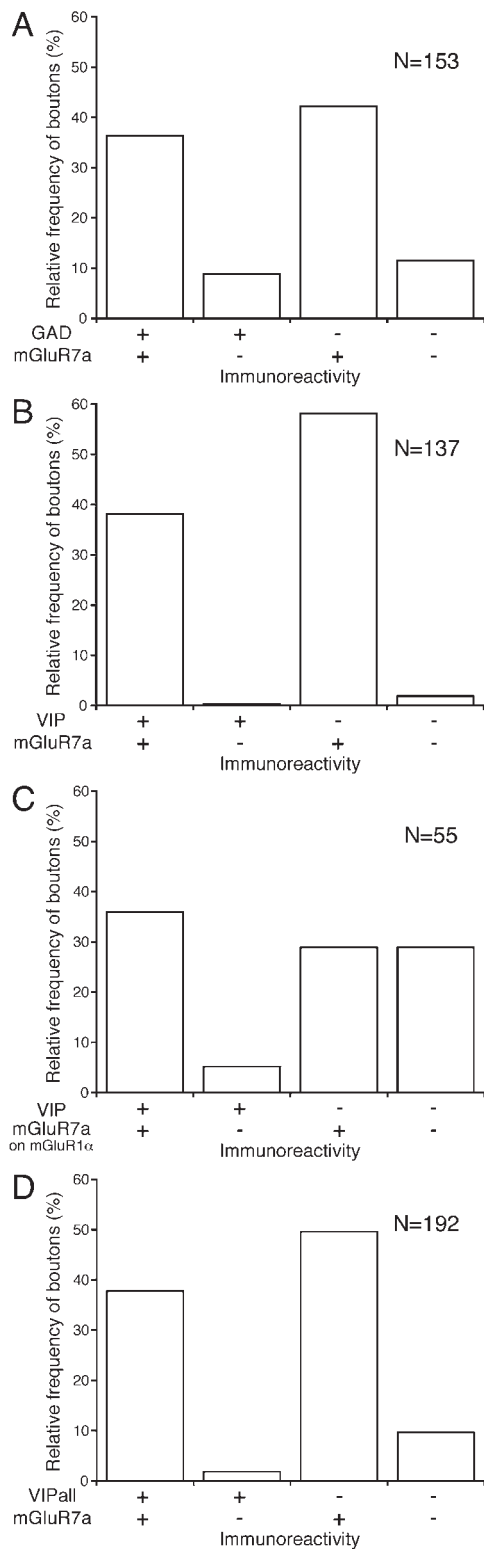 A
Relative frequency of boutons (%)
60
50
40
30
20
10
0
N=153
GAD + + - -
mGluR7a + - + -
Immunoreactivity
B
Relative frequency of boutons (%)
60
50
40
30
20
10
0
N=137
VIP + + - -
mGluR7a + - + -
Immunoreactivity
C
Relative frequency of boutons (%)
60
50
40
30
20
10
0
N=55
VIP + + - -
mGluR7a + - + -
on mGluR1α
Immunoreactivity
D
Relative frequency of boutons (%)
60
50
40
30
20
10
0
N=192
VIPall + + - -
mGluR7a + - + -
Immunoreactivity